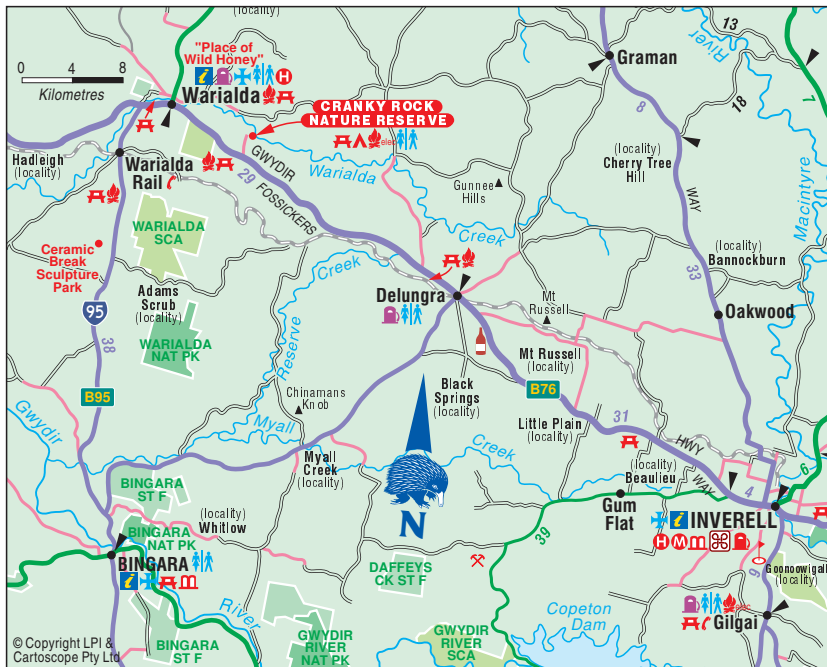 (locality)
"Place of
Wild Honey"
0 4 8
Kilometres
i
H
Warialda
CRANKY ROCK
NATURE RESERVE
elec
Graman
River
13
18
7
8
Hadleigh
(locality)
Warialda
Rail
GWYDIR
29
FOSSICKERS
Warialda
Creek
Gunnee
Hills
(locality)
Cherry Tree
Hill
WAY
Macintyre
WARIALDA
SCA
Ceramic
Break
Sculpture
Park
Adams
Scrub
(locality)
95
38
WARIALDA
NAT PK
B95
Creek
Reserve
Delungra
Mt
Russell
(locality)
Bannockburn
33
Oakwood
Mt Russell
(locality)
B76
Black
Springs
(locality)
Little Plain
(locality)
31
Chinamans
Knob
Myall
Creek
Gwydir
Myall
Creek
(locality)
HWY
WAY
(locality)
Beaulieu
Gum
Flat
4
6
BINGARA
ST F
(locality)
Whitlow
BINGARA
NAT PK
BINGARA
i
N
39
i
INVERELL
H
M
Goonoowigall
(locality)
9
DAFFEYS
CK ST F
elec
Gilgai
River
Copeton
Dam
© Copyright LPI &
Cartoscope Pty Ltd
BINGARA
ST F
GWYDIR
RIVER
NAT PK
GWYDIR
RIVER
SCA